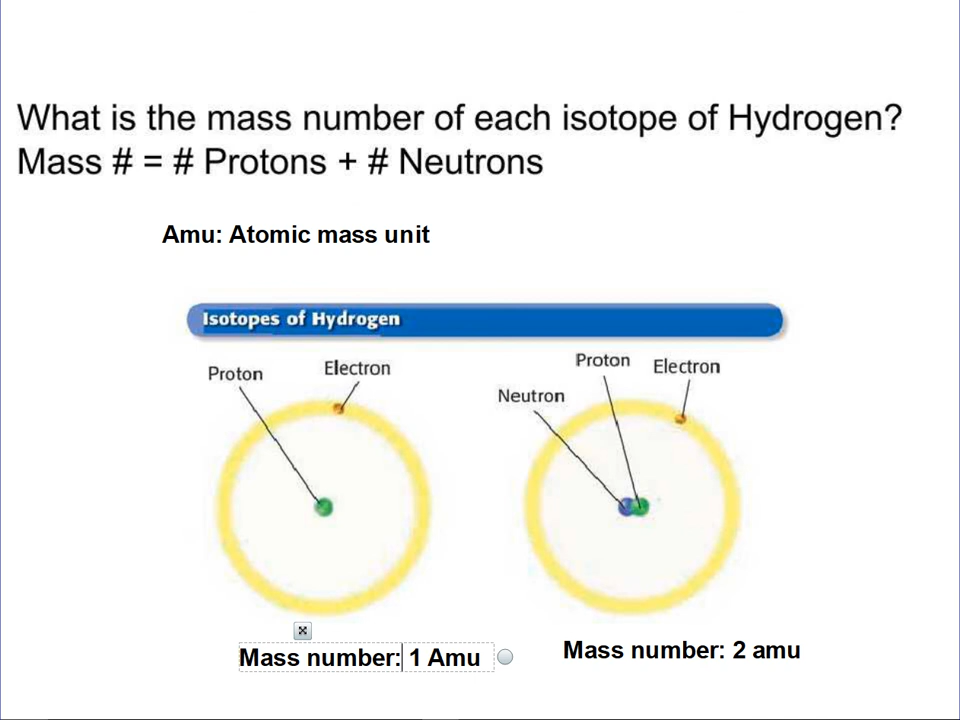 What is the mass number of each isotope of Hydrogen?
Mass # = # Protons + # Neutrons
Amu: Atomic mass unit
Isotopes of Hydrogen
Proton
Electron
Neutron
Proton
Electron
Mass number: 1 Amu
Mass number: 2 amu